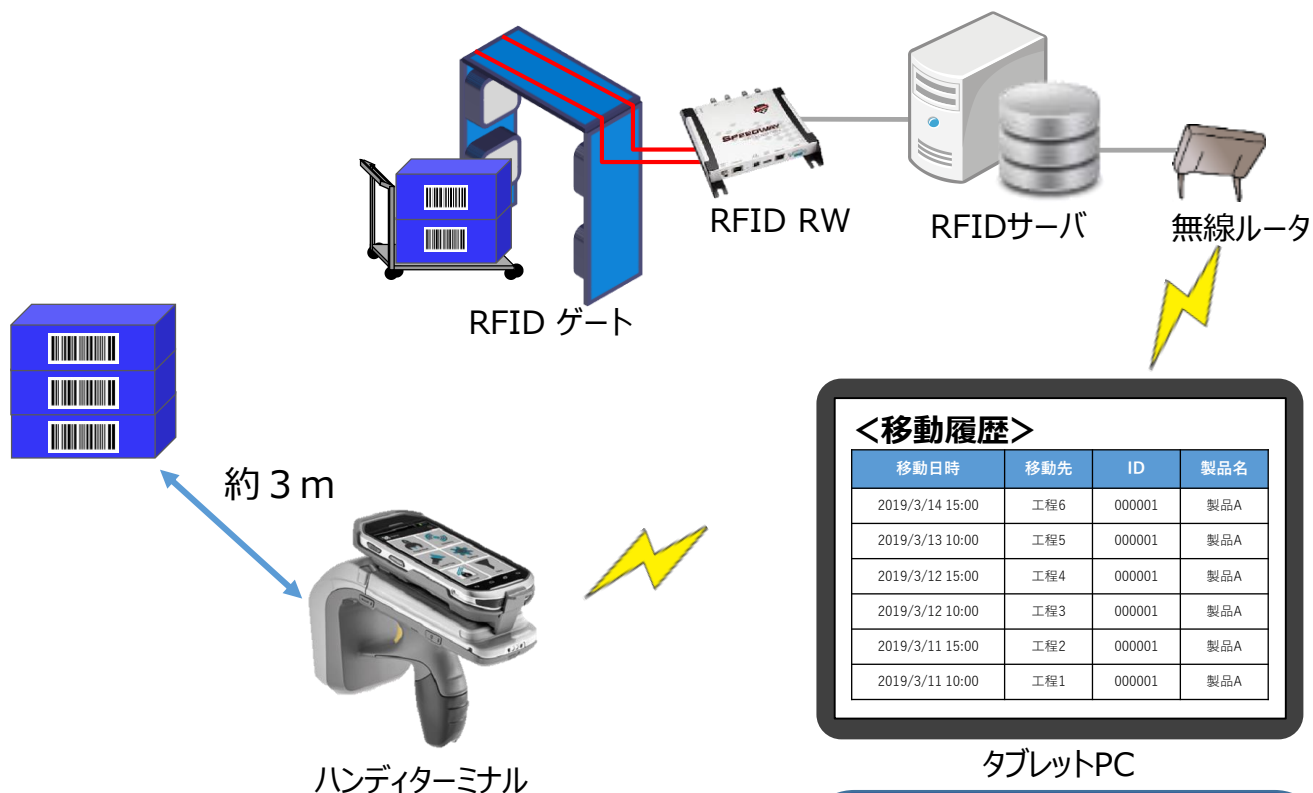 SPEEDWAY
RFID RW
RFIDサーバ
無線ルータ
RFID ゲート
約３ｍ
ハンディターミナル
＜移動履歴＞
移動日時 移動先 ID 製品名
2019/3/14 15:00 工程6 000001 製品A
2019/3/13 10:00 工程5 000001 製品A
2019/3/12 15:00 工程4 000001 製品A
2019/3/12 10:00 工程3 000001 製品A
2019/3/11 15:00 工程2 000001 製品A
2019/3/11 10:00 工程1 000001 製品A
タブレットPC